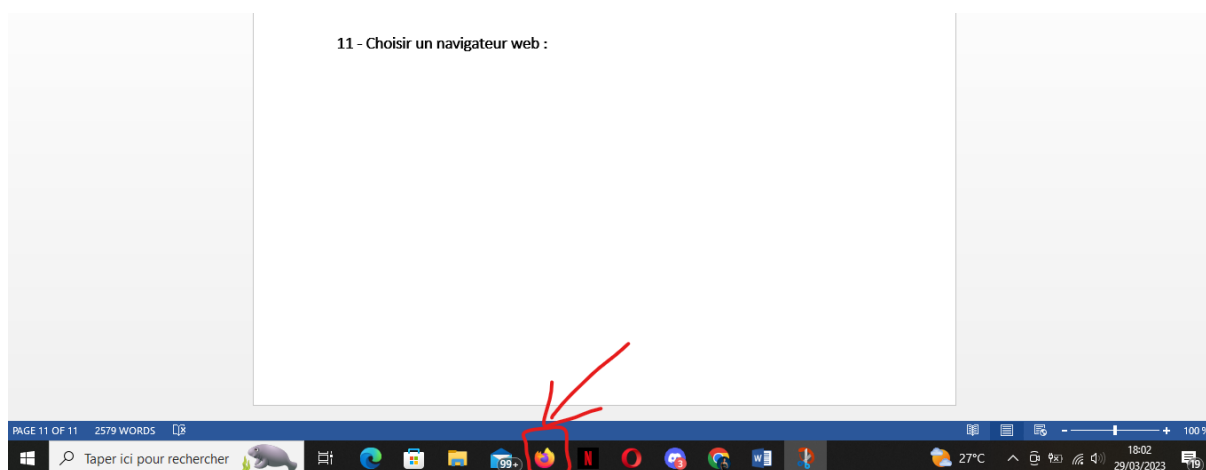 11 - Choisir un navigateur web :
PAGE 11 OF 11 2579 WORDS 100 %
Taper ici pour rechercher 99+ N 3 W 27°C 18:02
29/03/2023 19